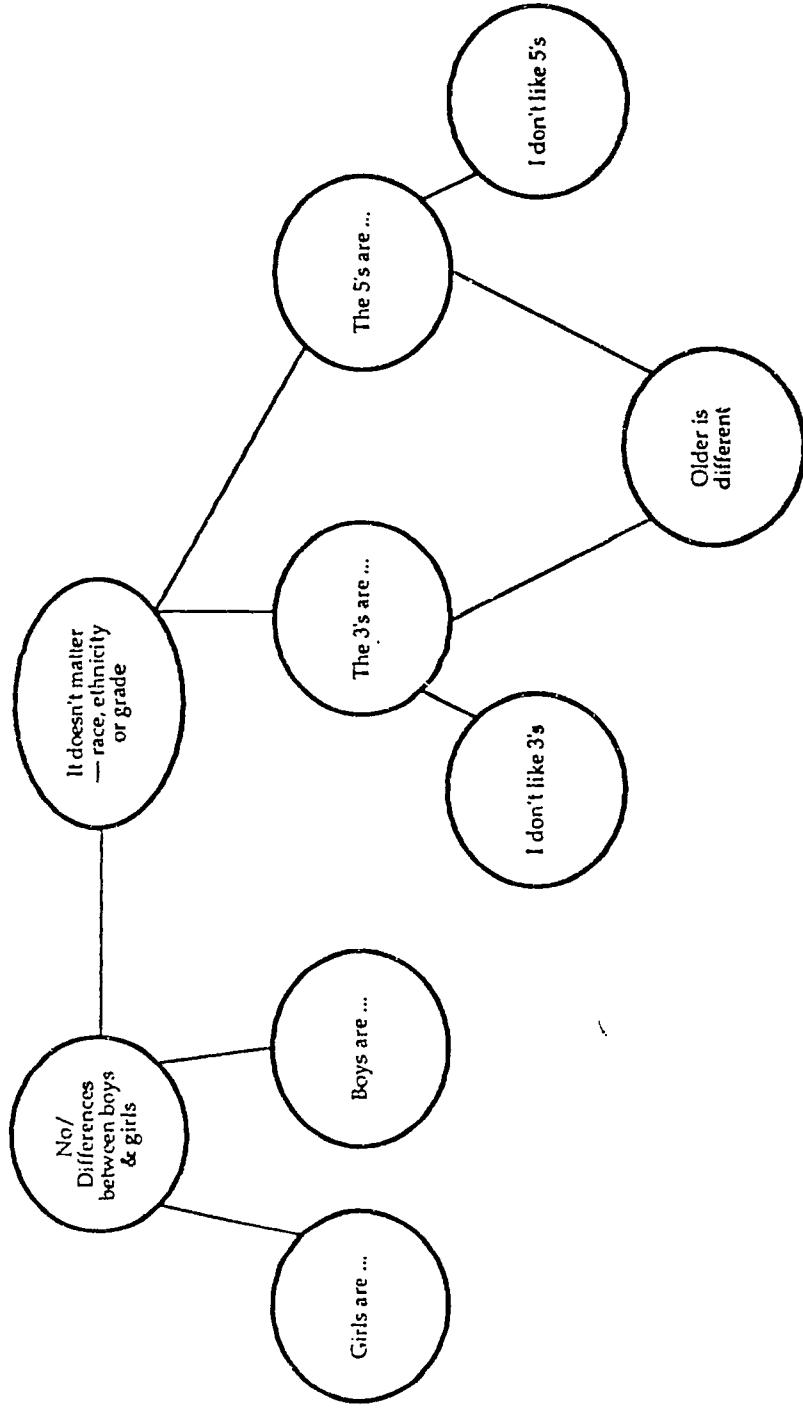 No/
Differences
between boys
& girls
It doesn't matter
— race, ethnicity
or grade
Girls are ...
Boys are ...
The 3's are ...
The 5's are ...
I don't like 3's
I don't like 5's
Older is
different